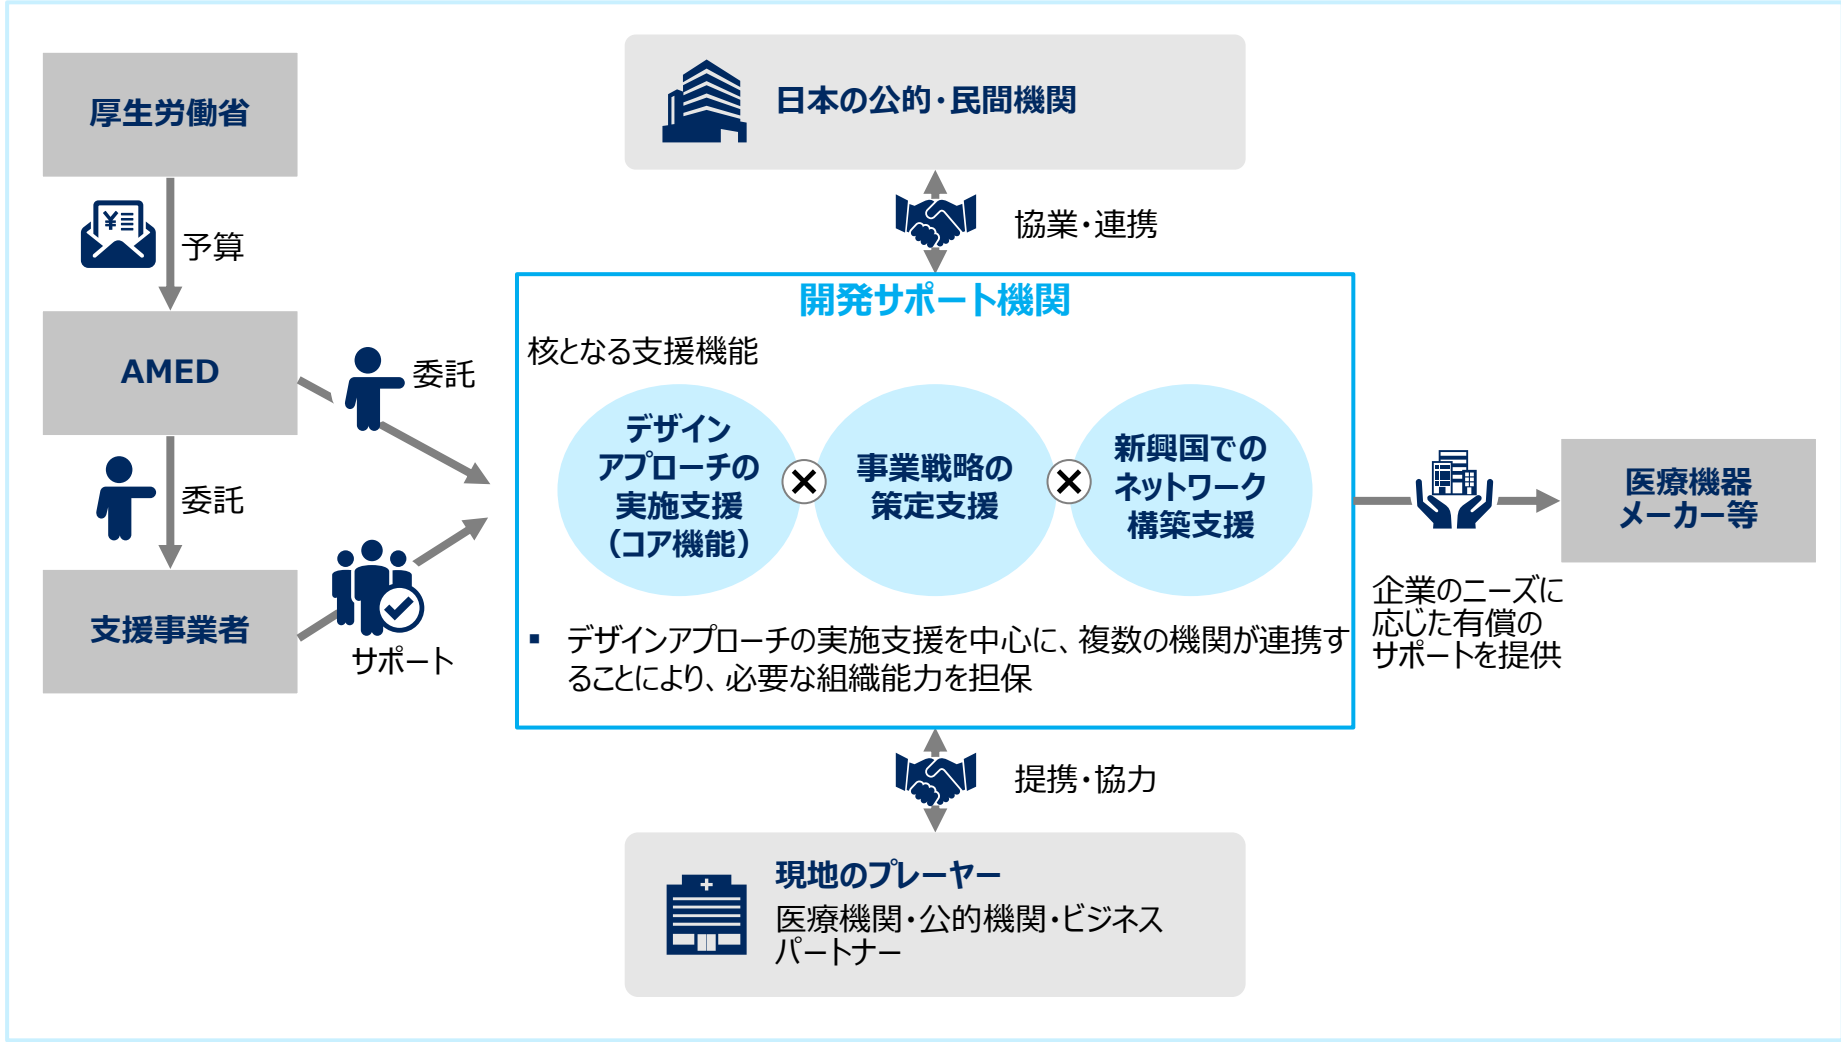 厚生労働省
予算
AMED
委託
委託
支援事業者
サポート
日本の公的・民間機関
協業・連携
開発サポート機関
核となる支援機能
デザイン
アプローチの
実施支援
（コア機能）
事業戦略の
策定支援
新興国での
ネットワーク
構築支援
▪ デザインアプローチの実施支援を中心に、複数の機関が連携す
ることにより、必要な組織能力を担保
提携・協力
現地のプレーヤー
医療機関・公的機関・ビジネス
パートナー
医療機器
メーカー等
企業のニーズに
応じた有償の
サポートを提供